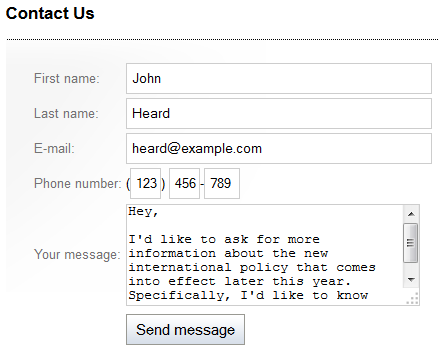 Contact Us
First name: John
Last name: Heard
E-mail: heard@example.com
Phone number: (123) 456-789
Your message:
Hey,
I'd like to ask for more
information about the new
international policy that comes
into effect later this year.
Specifically, I'd like to know
Send message